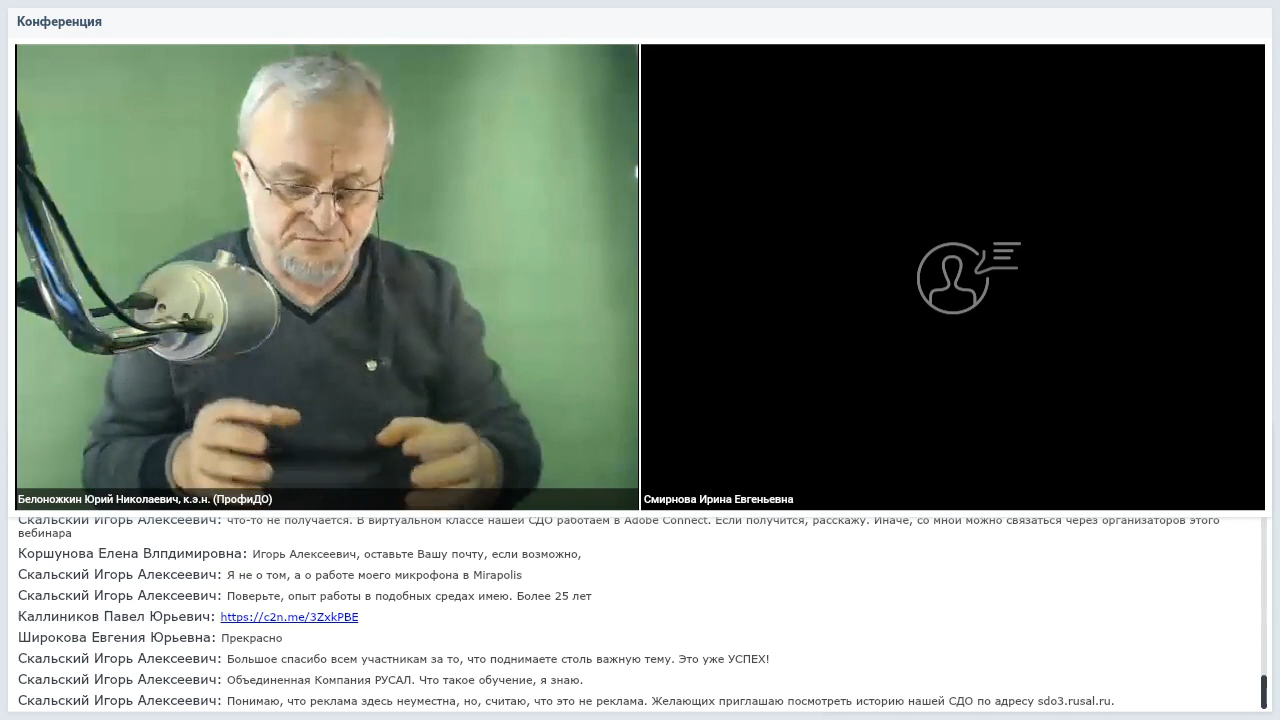 Конференция
Белоножкин Юрий Николаевич, к.э.н. (ПрофиДО)
Смирнова Ирина Евгеньевна
Скальский Игорь Алексеевич: что-то не получается. В виртуальном классе нашей СДО работаем в Adobe Connect. Если получится, расскажу. Иначе, со мной можно связаться через организаторов этого
вебинара
Коршунова Елена Влпдимировна: Игорь Алексеевич, оставьте Вашу почту, если возможно,
Скальский Игорь Алексеевич: Я не о том, а о работе моего микрофона в Mirapolis
Скальский Игорь Алексеевич: Поверьте, опыт работы в подобных средах имею. Более 25 лет
Каллиников Павел Юрьевич: https://c2n.me/3ZxkPBE
Широкова Евгения Юрьевна: Прекрасно
Скальский Игорь Алексеевич: Большое спасибо всем участникам за то, что поднимаете столь важную тему. Это уже УСПЕХ!
Скальский Игорь Алексеевич: Объединенная Компания РУСАЛ. Что такое обучение, я знаю.
Скальский Игорь Алексеевич: Понимаю, что реклама здесь неуместна, но, считаю, что это не реклама. Желающих приглашаю посмотреть историю нашей СДО по адресу sdo3.rusal.ru.